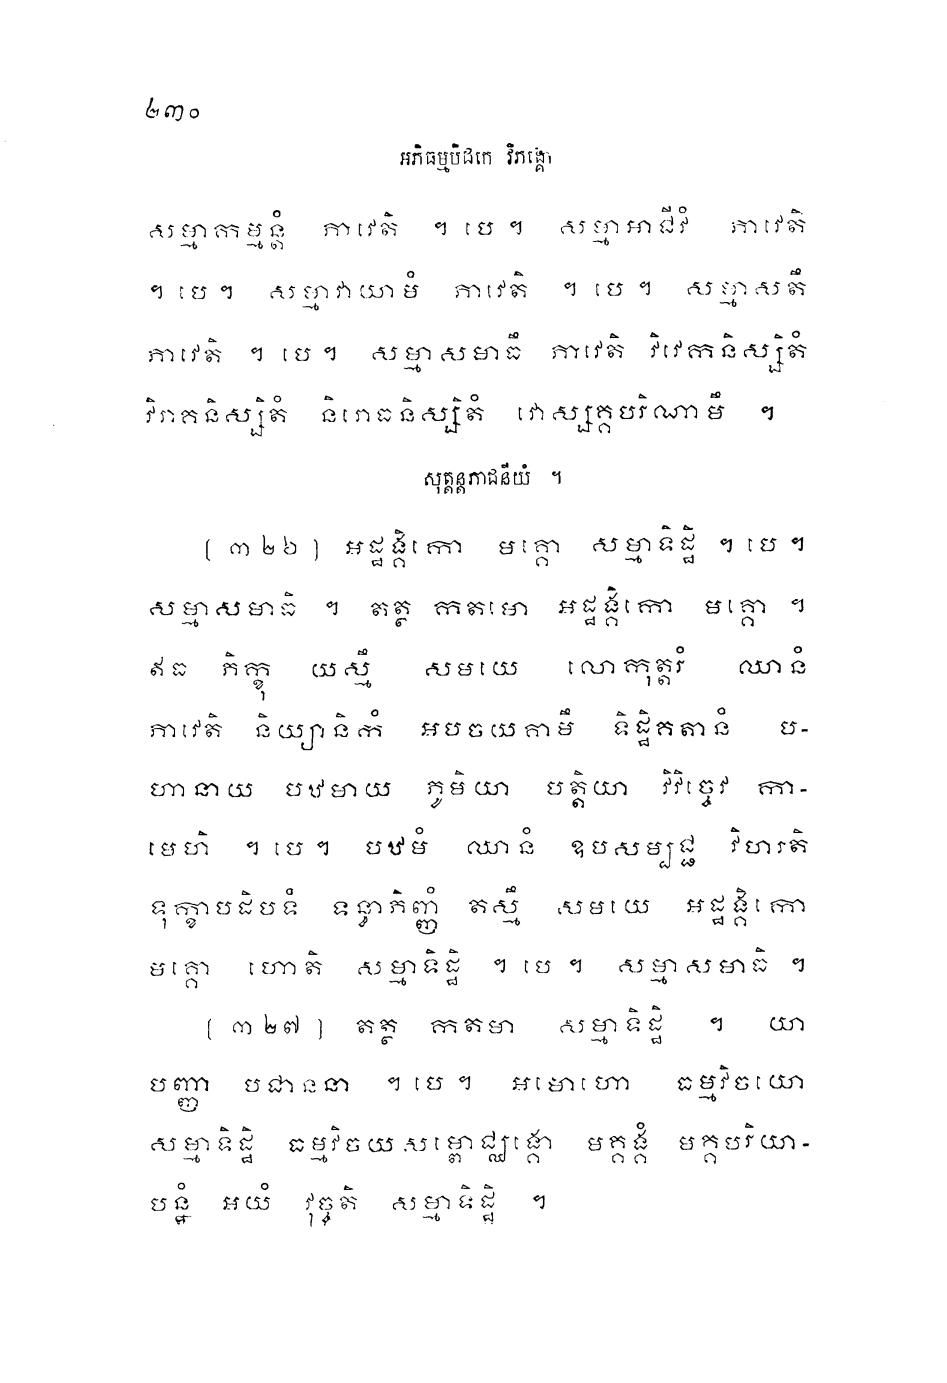 ៤៣០
អភិធម្មបិដកេ វិភង្គោ
សម្មាកម្មន្តំ ភាវេតិ ។ បេ ។ សម្មាអាជីវំ ភាវេតិ
។ បេ ។ សម្មាវាយាមំ ភាវេតិ ។ បេ ។ សម្មាសតឹ
ភាវេតិ ។ បេ ។ សម្មាសមាធឹ ភាវេតិ វិវេកនិស្សិតំ
វិរាគនិស្សិតំ និរោធនិស្សិតំ វោស្សគ្គបរិណាមឹ ។
សុត្តន្តភាជនីយំ ។
( ៣២៦ ) អដ្ឋង្គិកោ មគ្គោ សម្មាទិដ្ឋិ ។ បេ ។
សម្មាសមាធិ ។ តត្ថ កាតមោ អដ្ឋង្គិកោ មគ្គោ ។
ឥធ ភិក្ខុ យស្មឹ សមយេ លោកុត្តរំ ឈានំ
ភាវេតិ និយ្យានិកំ អបចយគាមឹ ទិដ្ឋិគតានំ ប-
ហានាយ បឋមាយ ភូមិយា បត្តិយា វិវិច្ចេវ កា-
មេហិ ។ បេ ។ បឋមំ ឈានំ ឧបសម្បជ្ជ វិហរតិ
ទុក្ខាបដិបទំ ទន្ធាភិញ្ញំ តស្មឹ សមយេ អដ្ឋង្គិកោ
មគ្គោ ហោតិ សម្មាទិដ្ឋិ ។ បេ ។ សម្មាសមាធិ ។
( ៣២៧ ) តត្ថ កាតមា សម្មាទិដ្ឋិ ។ យា
បញ្ញា បជាននា ។ បេ ។ អមោហោ ធម្មវិចយោ
សម្មាទិដ្ឋិ ធម្មវិចយសម្ពោជ្ឈង្គោ មគ្គង្គំ មគ្គបរិយា-
បន្នំ អយំ វុច្ចតិ សម្មាទិដ្ឋិ ។